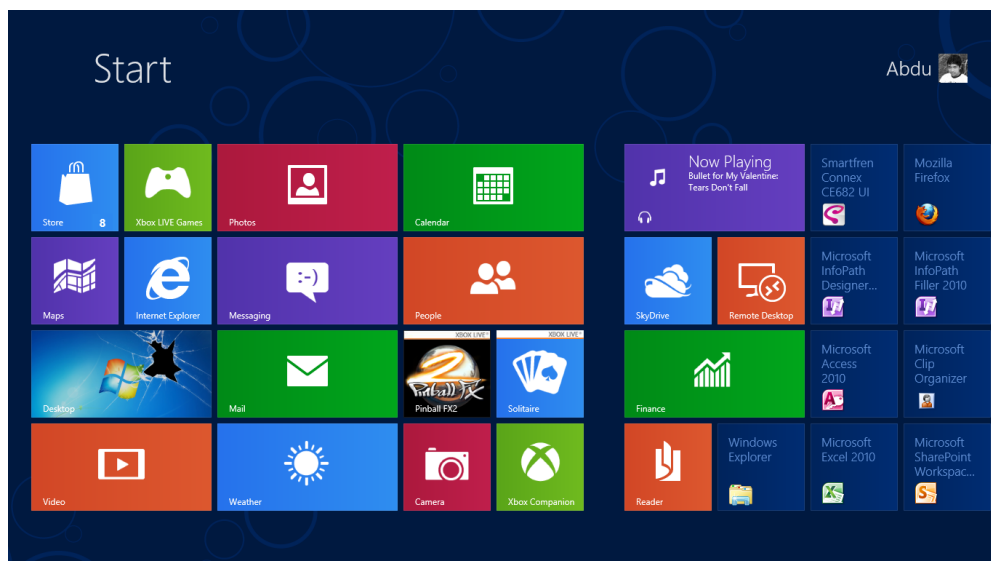 Start
Abdu
Store 8
Xbox LIVE Games
Photos
Calendar
Maps
Internet Explorer
:-)
Messaging
People
Desktop
Mail
XBOX LIVE
2
Pinball FX
Pinball FX2
XBOX LIVE
Solitaire
Video
Weather
Camera
Xbox Companion
Now Playing
Bullet for My Valentine:
Tears Don't Fall
Smartfren
Connex
CE682 UI
Mozilla
Firefox
SkyDrive
Remote Desktop
Microsoft
InfoPath
Designer...
Microsoft
InfoPath
Filler 2010
Finance
Microsoft
Access
2010
Microsoft
Clip
Organizer
Reader
Windows
Explorer
Microsoft
Excel 2010
Microsoft
SharePoint
Workspac...